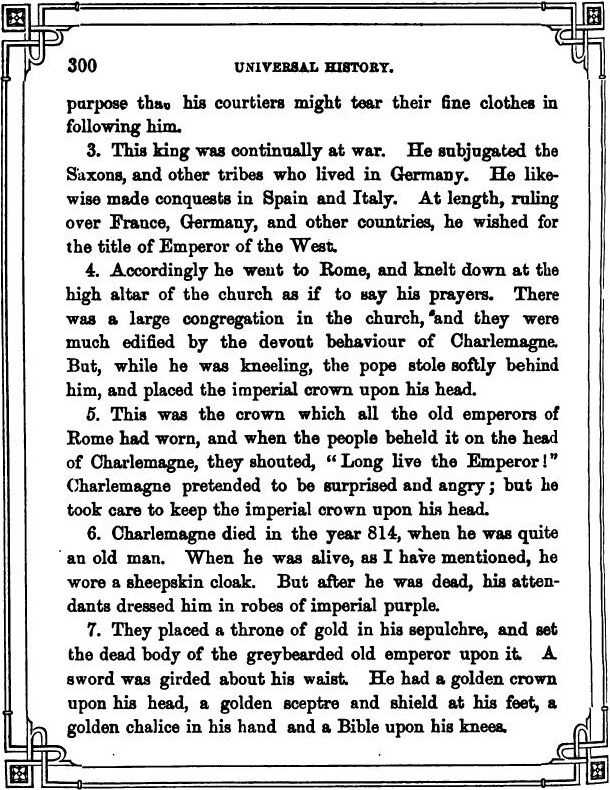 300 UNIVERSAL HISTORY.
purpose that his courtiers might tear their fine clothes in
following him.
3. This king was continually at war. He subjugated the
Saxons, and other tribes who lived in Germany. He like-
wise made conquests in Spain and Italy. At length, ruling
over France, Germany, and other countries, he wished for
the title of Emperor of the West.
4. Accordingly he went to Rome, and knelt down at the
high altar of the church as if to say his prayers. There
was a large congregation in the church, and they were
much edified by the devout behaviour of Charlemagne.
But, while he was kneeling, the pope stole softly behind
him, and placed the imperial crown upon his head.
5. This was the crown which all the old emperors of
Rome had worn, and when the people beheld it on the head
of Charlemagne, they shouted, "Long live the Emperor!"
Charlemagne pretended to be surprised and angry; but he
took care to keep the imperial crown upon his head.
6. Charlemagne died in the year 814, when he was quite
an old man. When he was alive, as I have mentioned, he
wore a sheepskin cloak. But after he was dead, his atten-
dants dressed him in robes of imperial purple.
7. They placed a throne of gold in his sepulchre, and set
the dead body of the greybearded old emperor upon it. A
sword was girded about his waist. He had a golden crown
upon his head, a golden sceptre and shield at his feet, a
golden chalice in his hand and a Bible upon his knees.